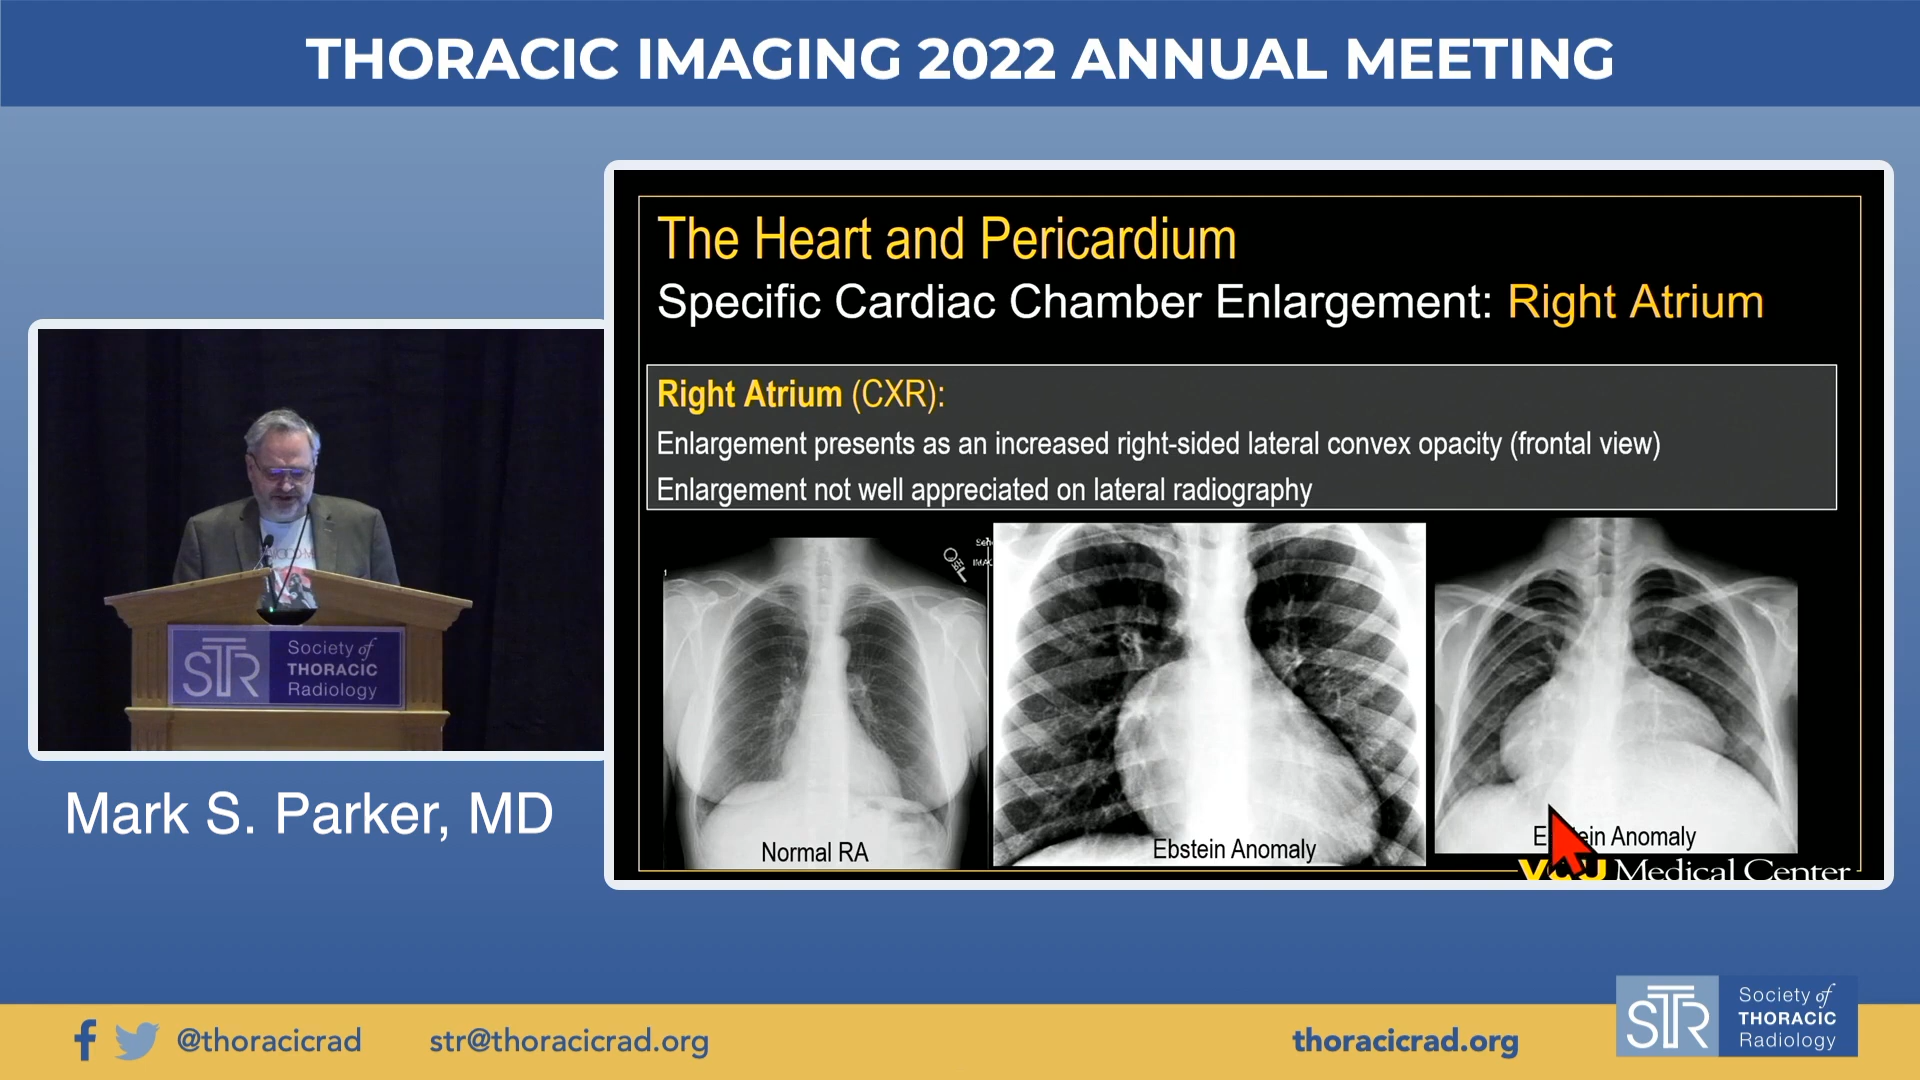 THORACIC IMAGING 2022 ANNUAL MEETING
The Heart and Pericardium
Specific Cardiac Chamber Enlargement: Right Atrium
Right Atrium (CXR):
Enlargement presents as an increased right-sided lateral convex opacity (frontal view)
Enlargement not well appreciated on lateral radiography
Normal RA
Ebstein Anomaly
Anomaly
Medical Center
STR
Society of
THORACIC
Radiology
Mark S. Parker, MD
@thoracicrad
str@thoracicrad.org
thoracicrad.org
STR
Society of
THORACIC
Radiology